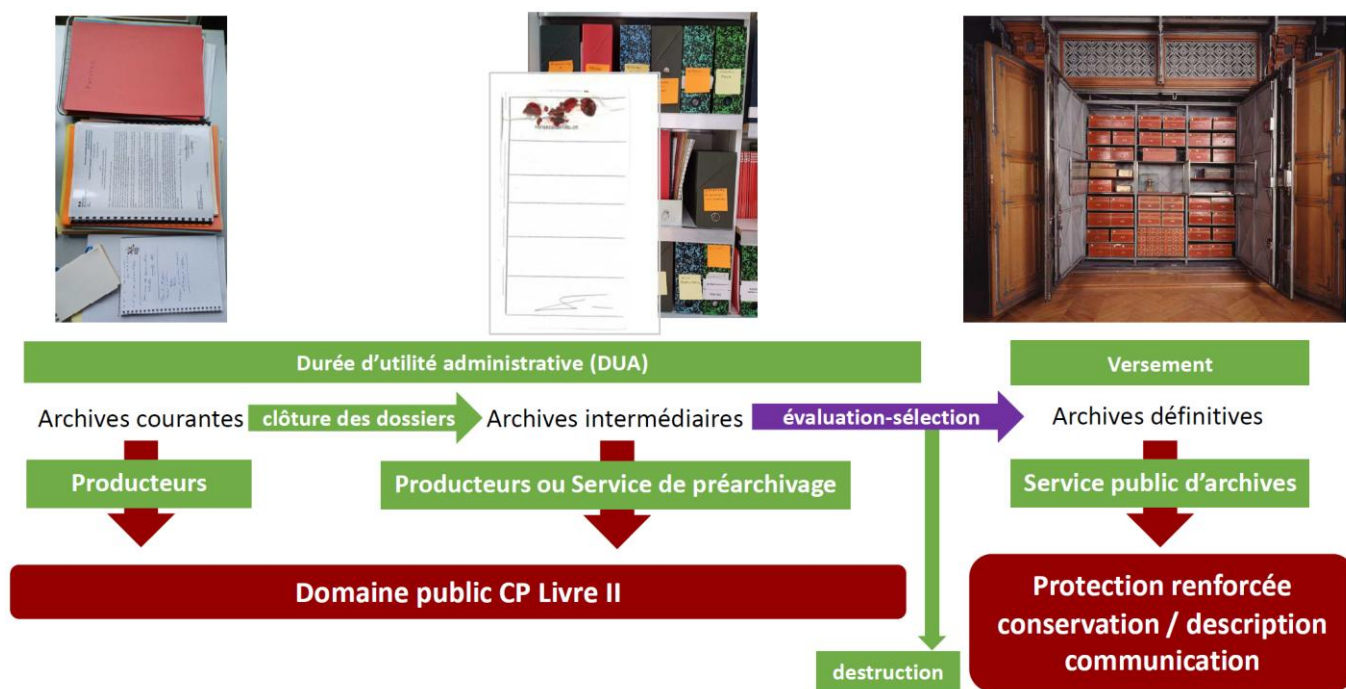 Durée d'utilité administrative (DUA)
Versement
Archives courantes
clôture des dossiers
Archives intermédiaires
évaluation-sélection
Archives définitives
Producteurs
Producteurs ou Service de préarchivage
Service public d'archives
Domaine public CP Livre II
Protection renforcée
conservation / description
communication
destruction